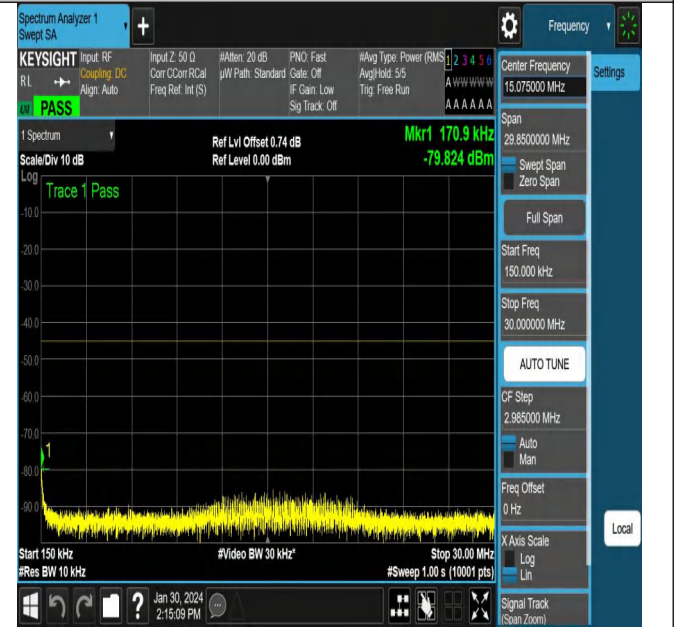 Spectrum Analyzer 1
Swept SA
Frequency
KEYSIGHT
RL
LXI
PASS
Input: RF
Coupling: DC
Align: Auto
Input Z: 50 Ω
Corr CCorr RCal
Freq Ref: Int (S)
#Atten: 20 dB
µW Path: Standard
PNO: Fast
Gate: Off
IF Gain: Low
Sig Track: Off
#Avg Type: Power (RMS
Avg|Hold: 5/5
Trig: Free Run
1 2 3 4 5 6
A W W W W W
A A A A A A
1 Spectrum
Scale/Div 10 dB
Ref Lvl Offset 0.74 dB
Ref Level 0.00 dBm
Mkr1 170.9 kHz
-79.824 dBm
Log
Trace 1 Pass
-10.0
-20.0
-30.0
-40.0
-50.0
-60.0
-70.0
1
-80.0
-90.0
Start 150 kHz
#Video BW 30 kHz*
Stop 30.00 MHz
#Res BW 10 kHz
#Sweep 1.00 s (10001 pts)
Jan 30, 2024
2:15:09 PM
Center Frequency
15.075000 MHz
Settings
Span
29.8500000 MHz
Swept Span
Zero Span
Full Span
Start Freq
150.000 kHz
Stop Freq
30.000000 MHz
AUTO TUNE
CF Step
2.985000 MHz
Auto
Man
Freq Offset
0 Hz
X Axis Scale
Log
Lin
Local
Signal Track
(Span Zoom)